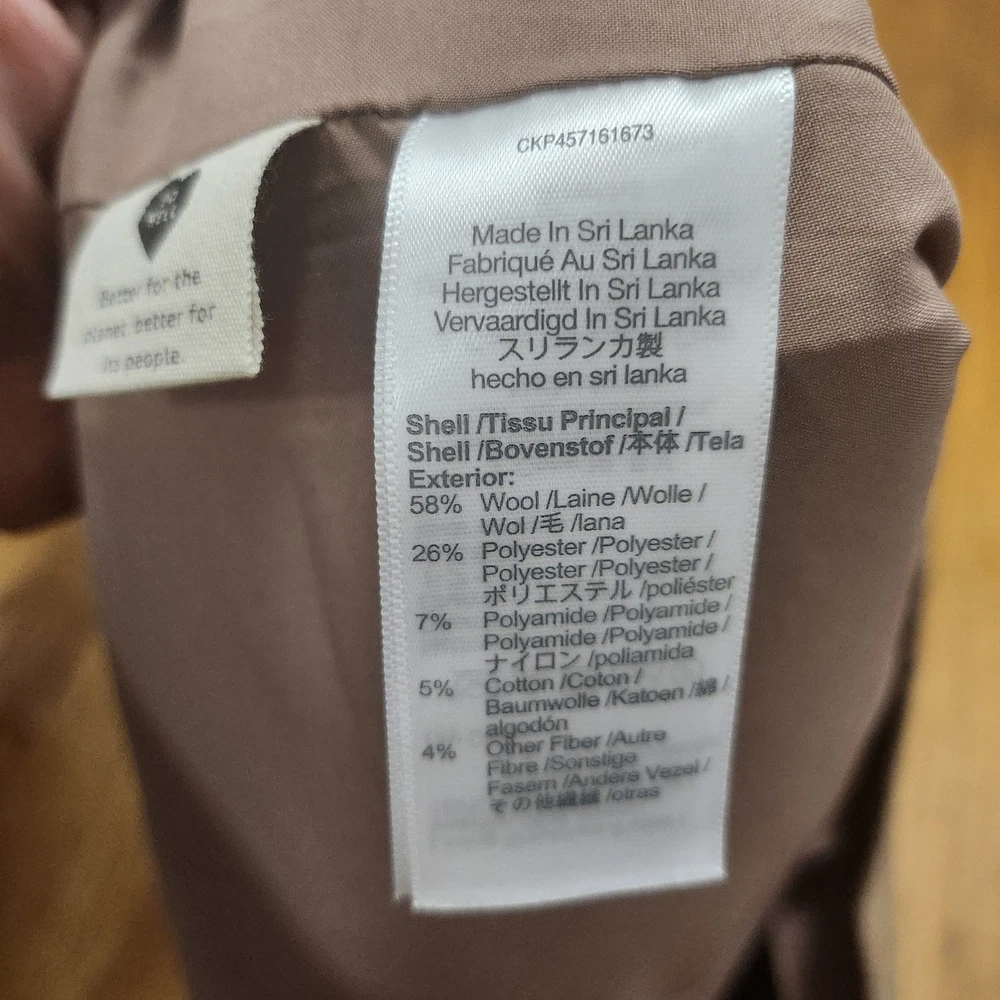 DO
WELL
Better for the
planet, better for
its people.
CKP457161673
Made In Sri Lanka
Fabriqué Au Sri Lanka
Hergestellt In Sri Lanka
Vervaardigd In Sri Lanka
スリランカ製
hecho en sri lanka
Shell /Tissu Principal /
Shell /Bovenstof /本体 /Tela
Exterior:
58% Wool /Laine /Wolle /
Wol /毛 /lana
26% Polyester /Polyester /
Polyester /Polyester /
ポリエステル /poliéster
7% Polyamide /Polyamide /
Polyamide /Polyamide /
ナイロン /poliamida
5% Cotton /Coton /
Baumwolle /Katoen /綿 /
algodón
4% Other Fiber /Autre
Fibre /Sonstige
Fasern /Andere Vezel /
その他繊維 /otras